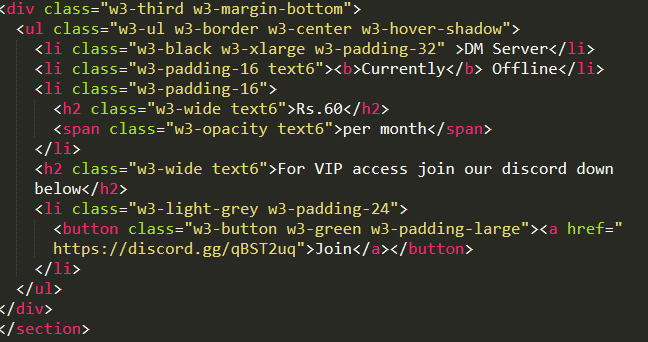 <div class="w3-third w3-margin-bottom">
<ul class="w3-ul w3-border w3-center w3-hover-shadow">
<li class="w3-black w3-xlarge w3-padding-32" >DM Server</li>
<li class="w3-padding-16 text6"><b>Currently</b> Offline</li>
<li class="w3-padding-16">
<h2 class="w3-wide text6">Rs.60</h2>
<span class="w3-opacity text6">per month</span>
</li>
<h2 class="w3-wide text6">For VIP access join our discord down
below</h2>
<li class="w3-light-grey w3-padding-24">
<button class="w3-button w3-green w3-padding-large"><a href="
https://discord.gg/qBST2uq">Join</a></button>
</li>
</ul>
</div>
</section>